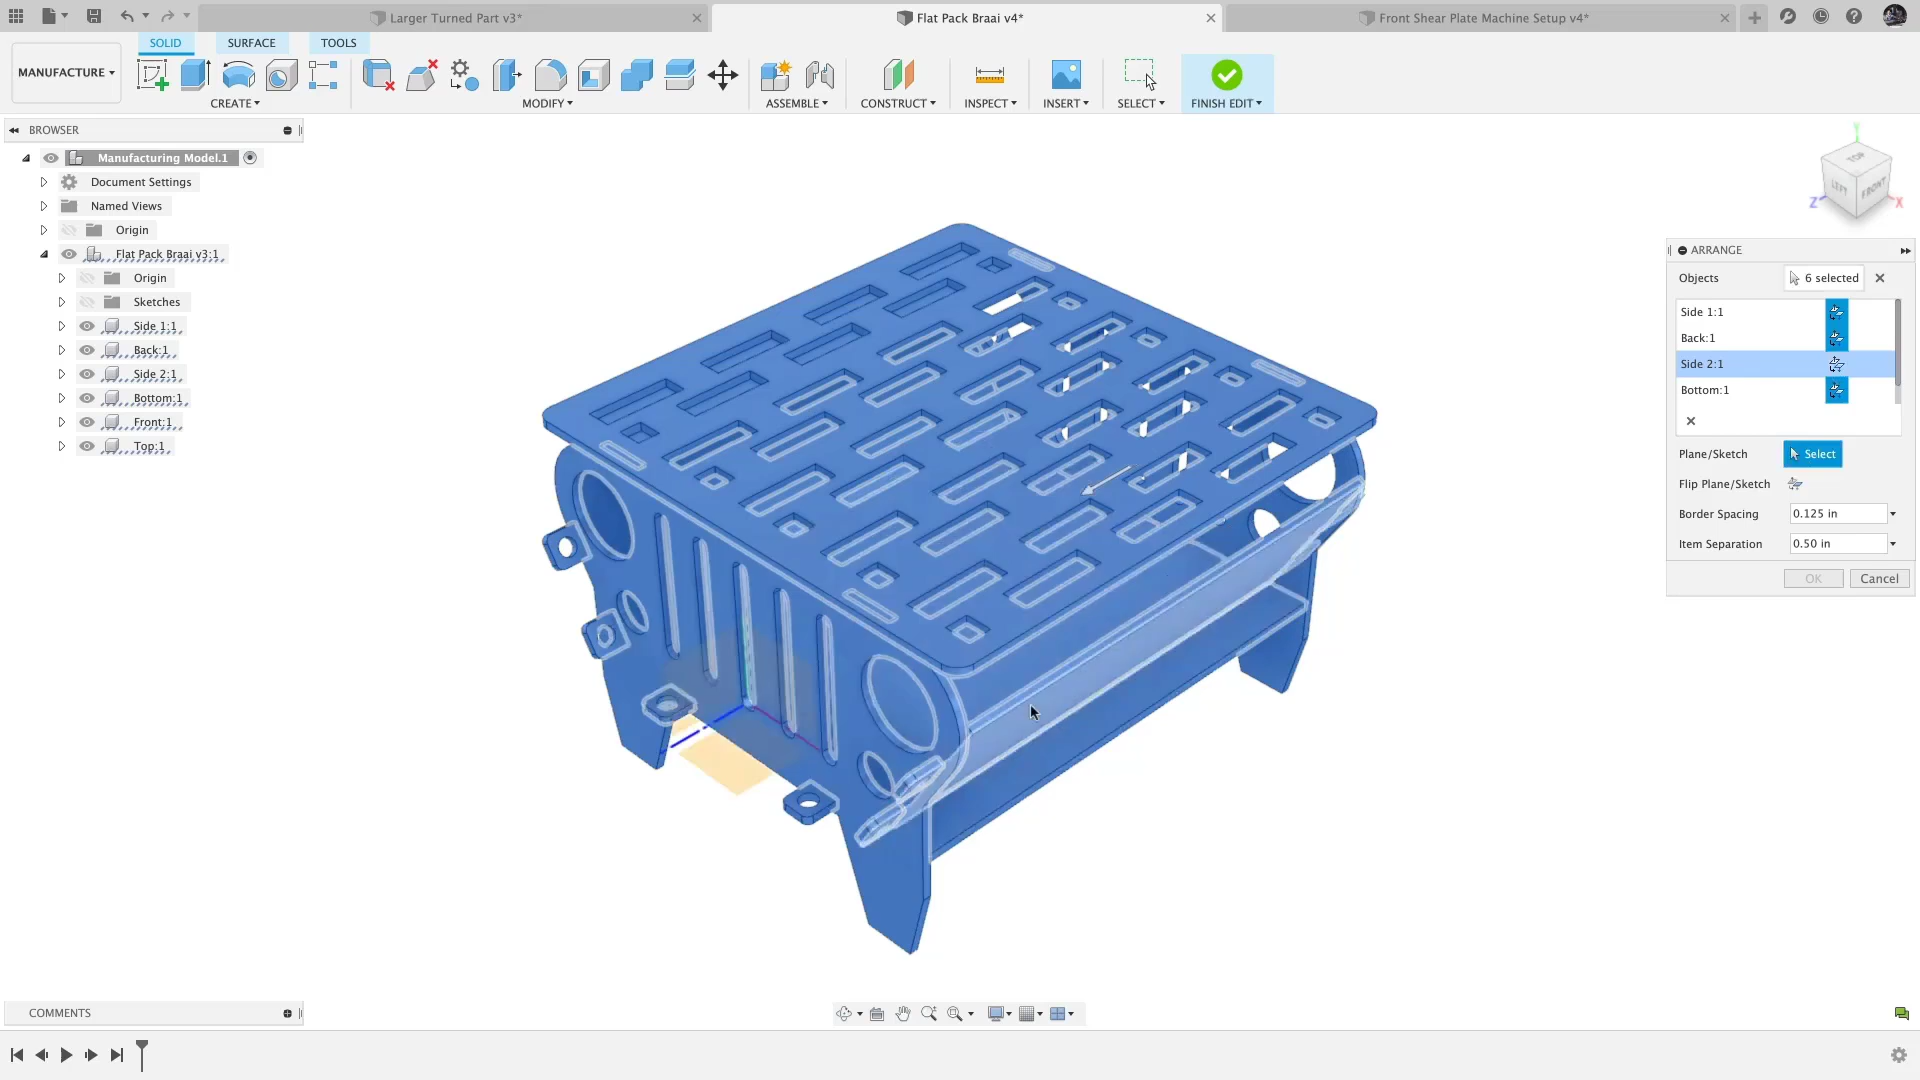 Larger Turned Part v3*
Flat Pack Braai v4*
Front Shear Plate Machine Setup v4*
MANUFACTURE
SOLID
SURFACE
TOOLS
CREATE
MODIFY
ASSEMBLE
CONSTRUCT
INSPECT
INSERT
SELECT
FINISH EDIT
BROWSER
Manufacturing Model.1
Document Settings
Named Views
Origin
Flat Pack Braai v3:1
Origin
Sketches
Side 1:1
Back:1
Side 2:1
Bottom:1
Front:1
Top:1
Y
TOP
LEFT
FRONT
Z
X
ARRANGE
Objects
6 selected
Side 1:1
Back:1
Side 2:1
Bottom:1
Plane/Sketch
Select
Flip Plane/Sketch
Border Spacing
0.125 in
Item Separation
0.50 in
OK
Cancel
COMMENTS